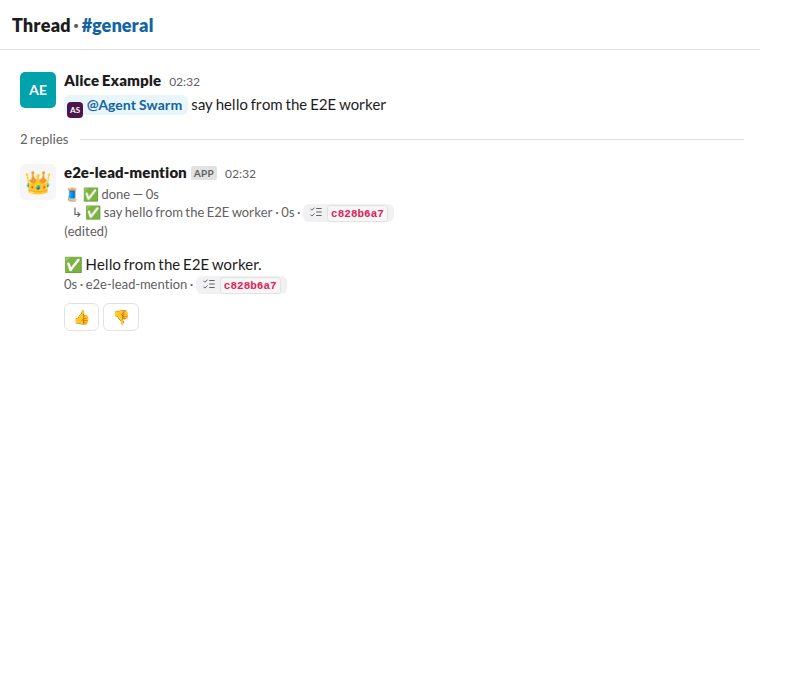 Thread • #general
AE
Alice Example 02:32
AS @Agent Swarm say hello from the E2E worker
2 replies
e2e-lead-mention APP 02:32
🧵 ✅ done — 0s
↳ ✅ say hello from the E2E worker · 0s · c828b6a7
(edited)
✅ Hello from the E2E worker.
0s · e2e-lead-mention · c828b6a7
👍 👎